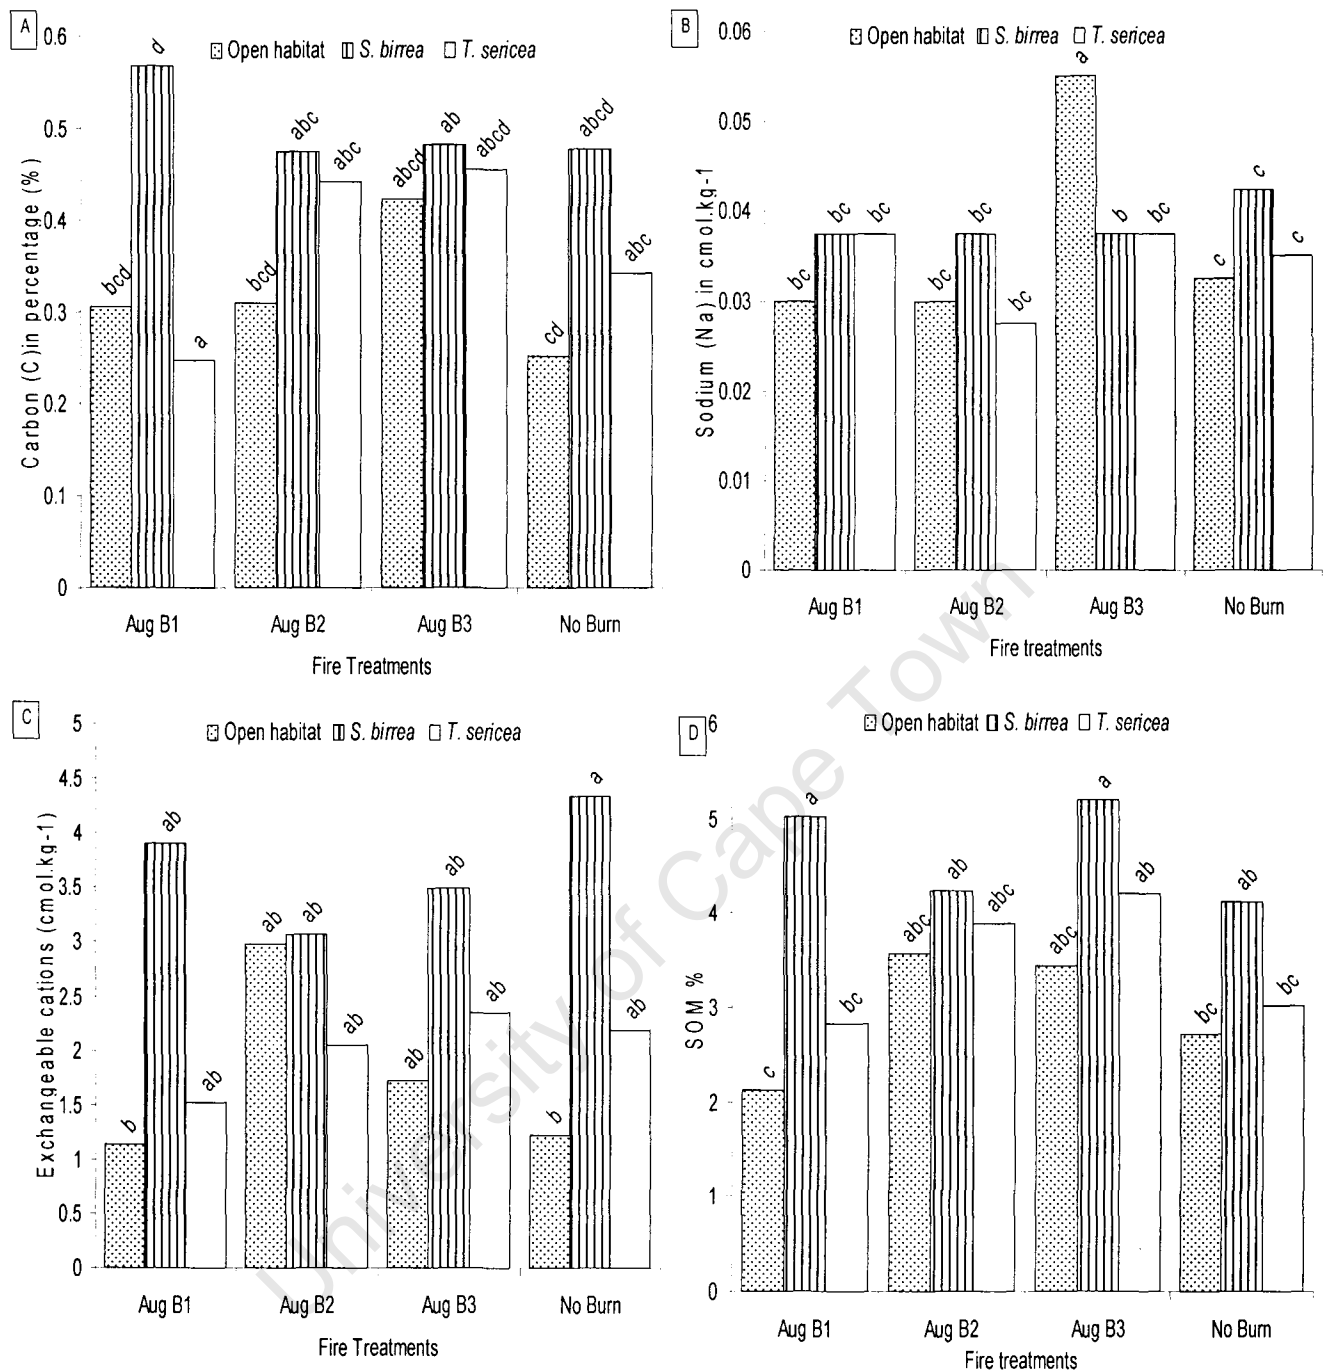 A
0.6
0.5
0.4
0.3
0.2
0.1
0
Carbon (C)in percentage (%)
Open habitat S. birrea T. sericea
bcd d a
bcd abc abc
abcd ab abcd
cd abcd abc
Aug B1 Aug B2 Aug B3 No Burn
Fire Treatments
B
0.06
0.05
0.04
0.03
0.02
0.01
0
Sodium (Na) in cmol.kg-1
Open habitat S. birrea T. sericea
bc bc bc
bc bc bc
a b bc
c c c
Aug B1 Aug B2 Aug B3 No Burn
Fire treatments
C
5
4.5
4
3.5
3
2.5
2
1.5
1
0.5
0
Exchangeable cations (cmol.kg-1)
Open habitat S. birrea T. sericea
b ab ab
ab ab ab
ab ab ab
b a ab
Aug B1 Aug B2 Aug B3 No Burn
Fire Treatments
D
6
5
4
3
2
1
0
SOM %
Open habitat S. birrea T. sericea
c a bc
abc ab abc
abc a ab
bc ab bc
Aug B1 Aug B2 Aug B3 No Burn
Fire treatments
University of Cape Town